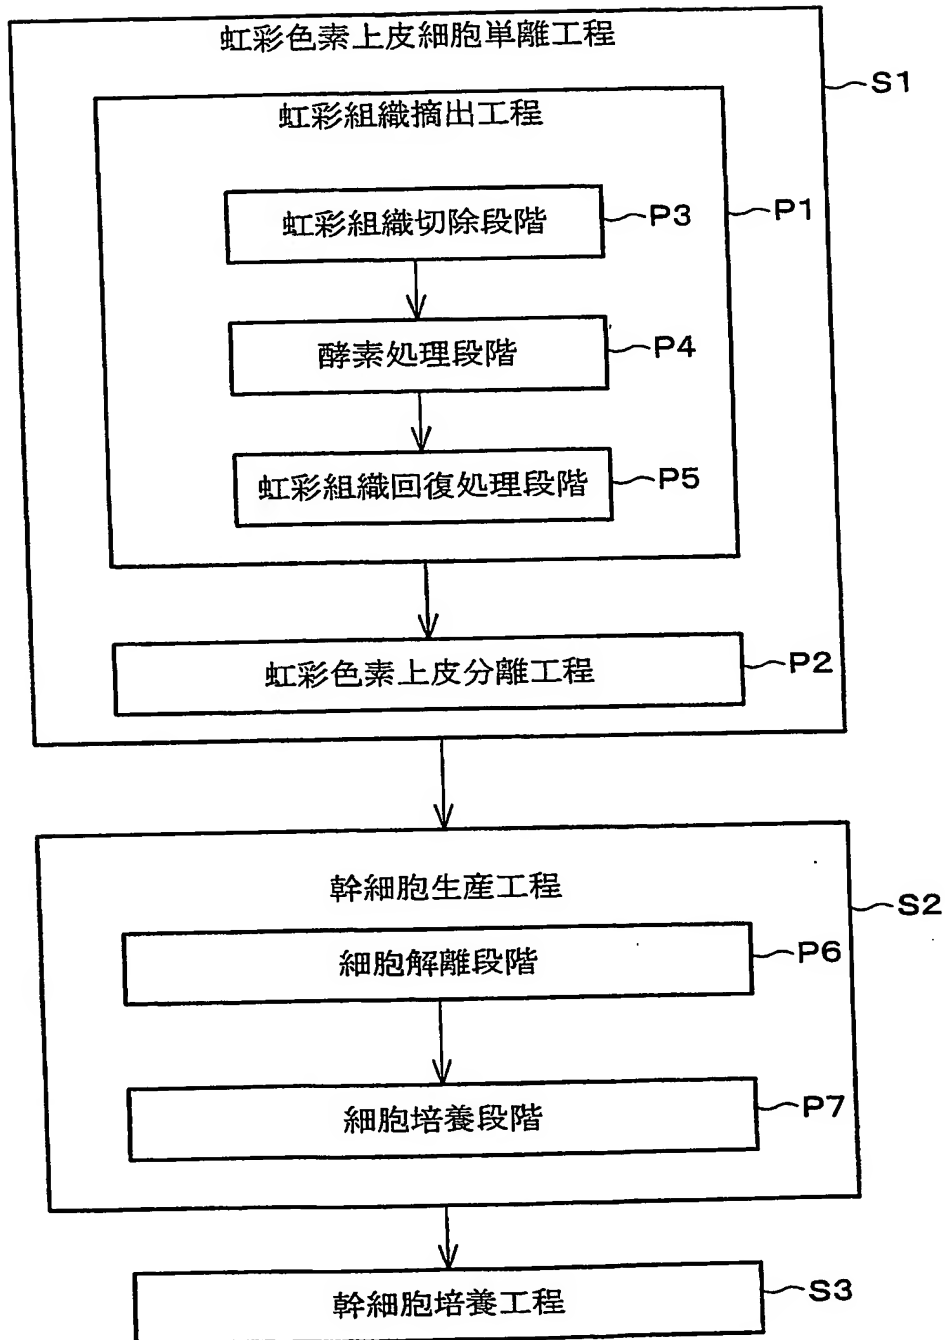 虹彩色素上皮細胞単離工程
S1
虹彩組織摘出工程
P1
虹彩組織切除段階
P3
酵素処理段階
P4
虹彩組織回復処理段階
P5
虹彩色素上皮分離工程
P2
幹細胞生産工程
S2
細胞解離段階
P6
細胞培養段階
P7
幹細胞培養工程
S3